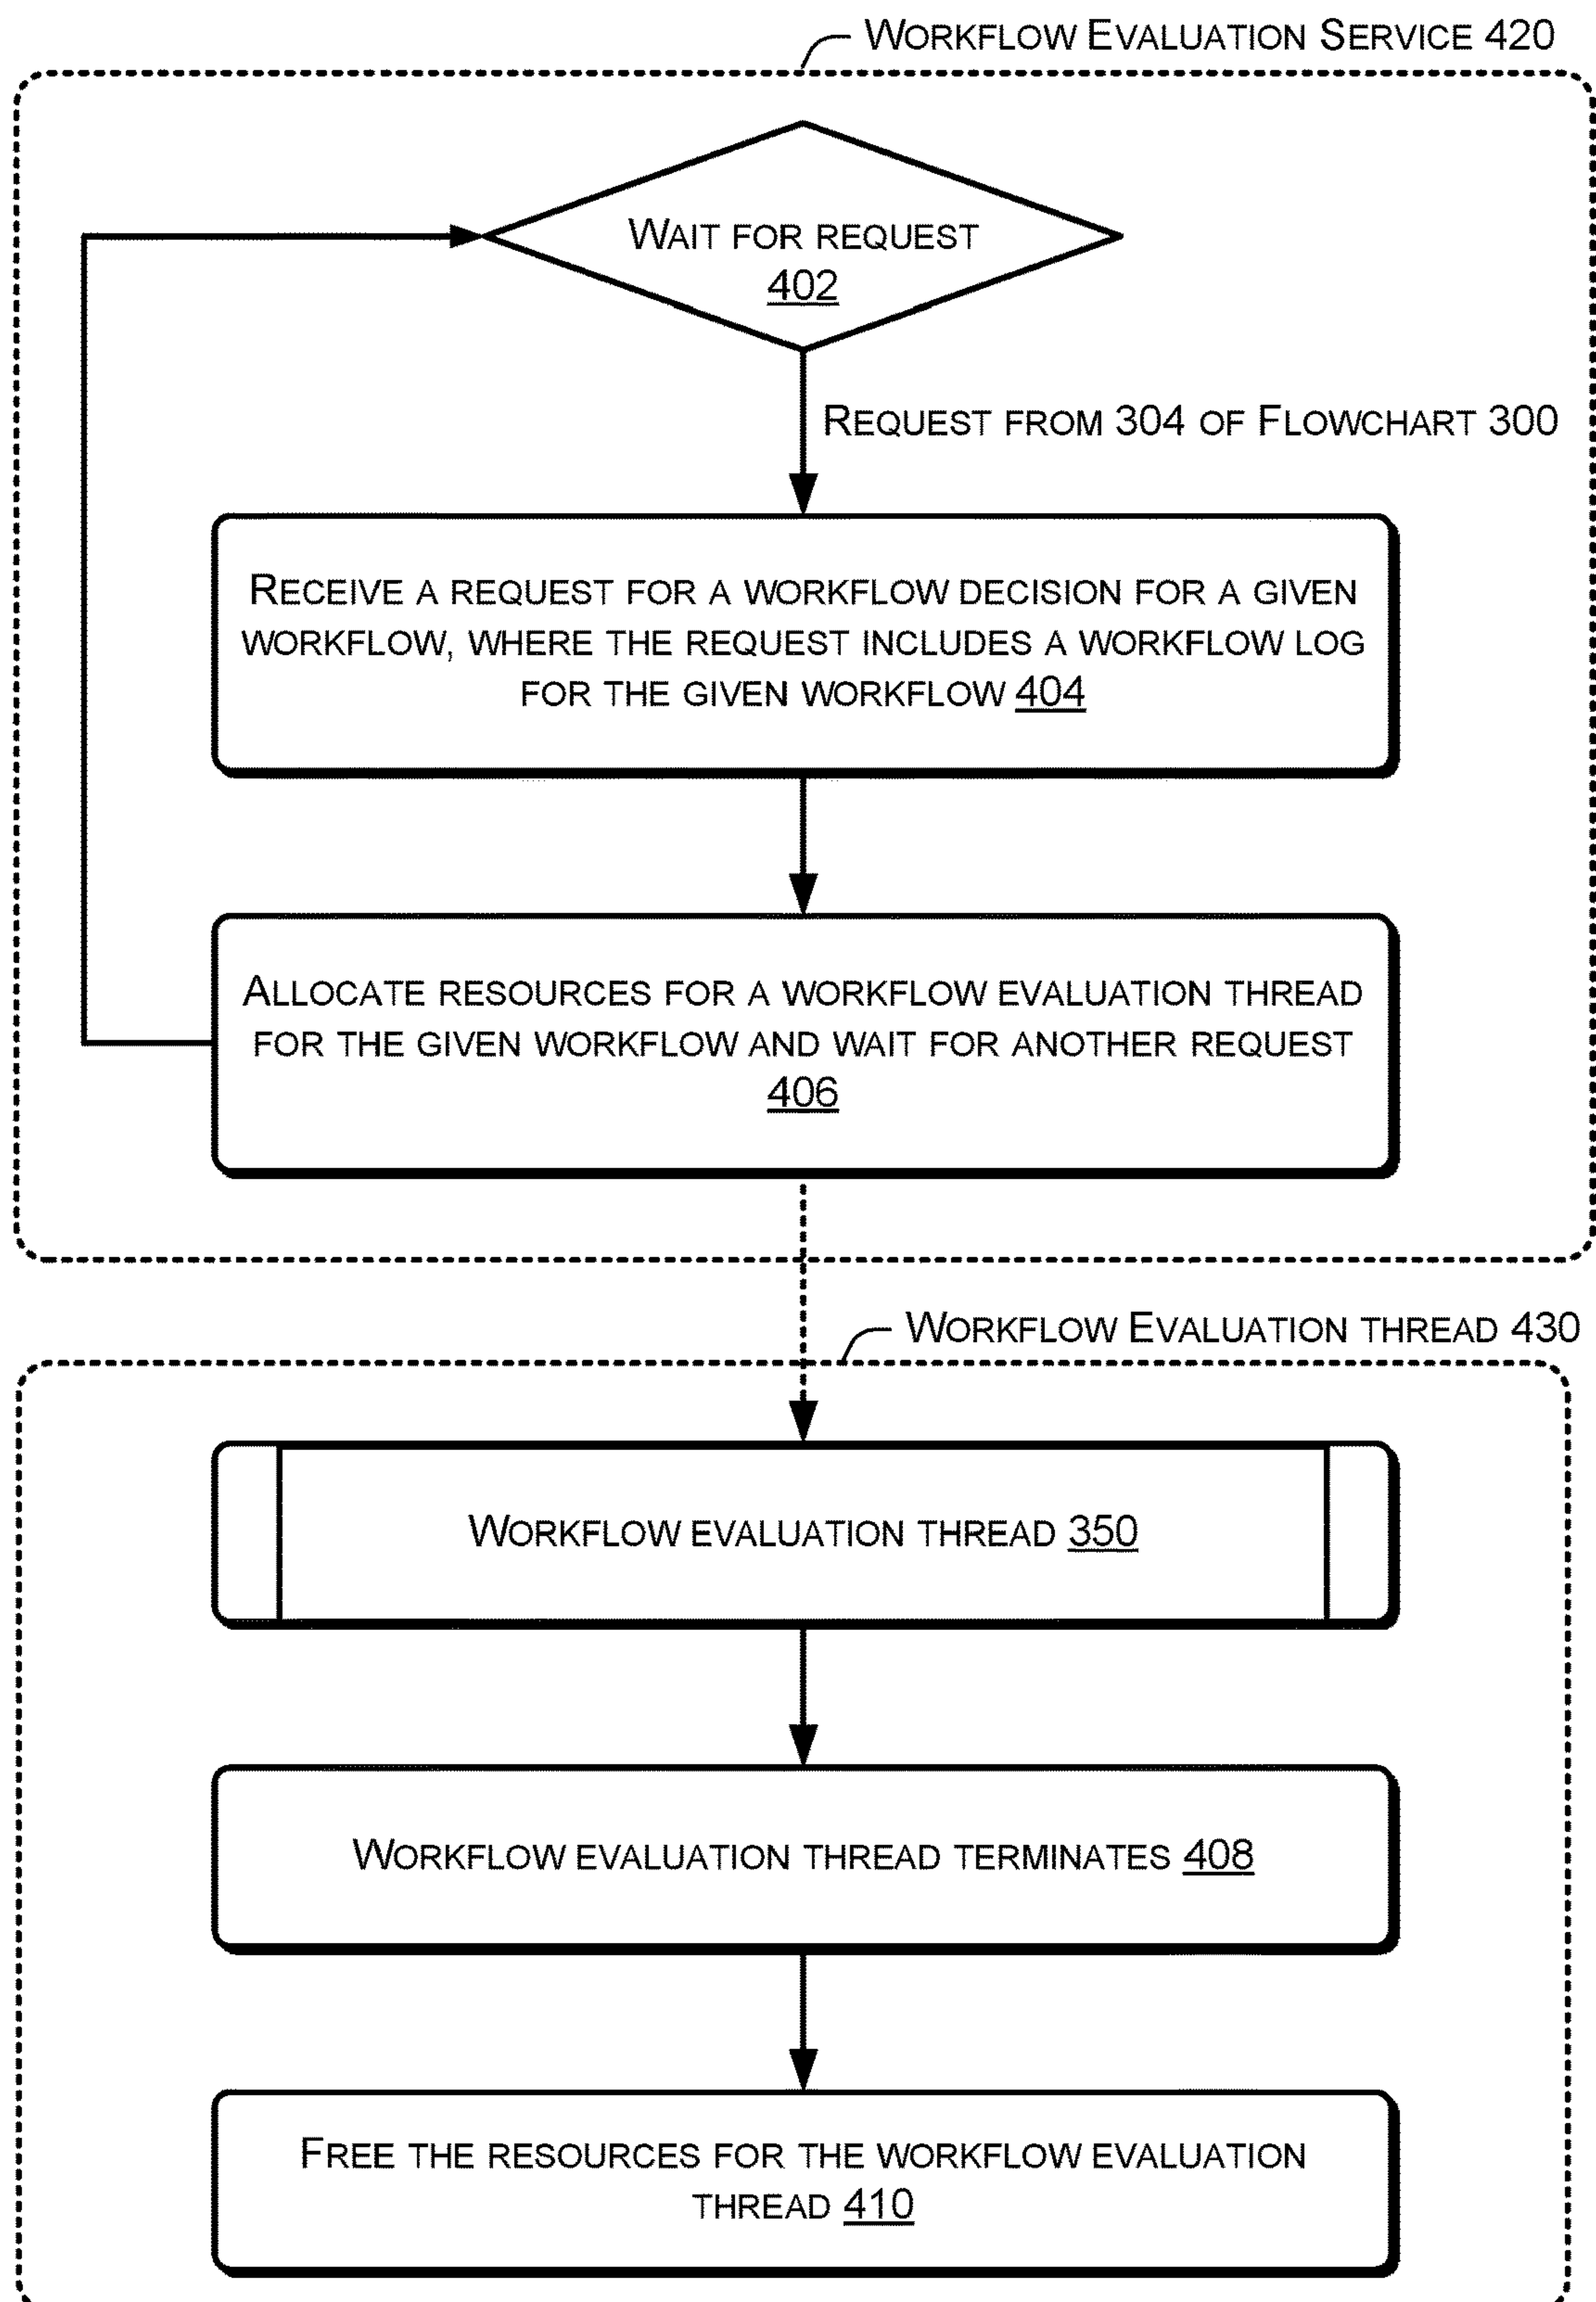 WORKFLOW EVALUATION SERVICE 420
WAIT FOR REQUEST
402
REQUEST FROM 304 OF FLOWCHART 300
RECEIVE A REQUEST FOR A WORKFLOW DECISION FOR A GIVEN
WORKFLOW, WHERE THE REQUEST INCLUDES A WORKFLOW LOG
FOR THE GIVEN WORKFLOW 404
ALLOCATE RESOURCES FOR A WORKFLOW EVALUATION THREAD
FOR THE GIVEN WORKFLOW AND WAIT FOR ANOTHER REQUEST
406
WORKFLOW EVALUATION THREAD 430
WORKFLOW EVALUATION THREAD 350
WORKFLOW EVALUATION THREAD TERMINATES 408
FREE THE RESOURCES FOR THE WORKFLOW EVALUATION
THREAD 410